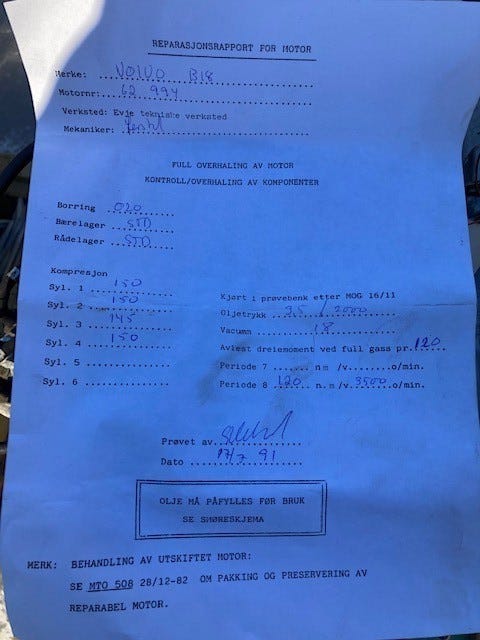 REPARASJONSRAPPORT FOR MOTOR
Merke: VOLVO B18
Motornr: 62 994
Verksted: Evje tekniske verksted
Mekaniker:
FULL OVERHALING AV MOTOR
KONTROLL/OVERHALING AV KOMPONENTER
Borring 020
Bærelager STD
Rådelager STD
Kompresjon
Syl. 1 150
Syl. 2 150
Syl. 3 145
Syl. 4 150
Syl. 5
Syl. 6
Kjørt i prøvebenk etter MOG 16/11
Oljetrykk 3.5 / 2000
Vacumm 18
Avlest dreiemoment ved full gass pr. 120
Periode 7 ....... n m /v........o/min.
Periode 8 120 n.m/v. 3500 o/min.
Prøvet av
Dato 17/7 91
OLJE MÅ PÅFYLLES FØR BRUK
SE SMØRESKJEMA
MERK: BEHANDLING AV UTSKIFTET MOTOR:
SE MTO 508 28/12-82 OM PAKKING OG PRESERVERING AV
REPARABEL MOTOR.